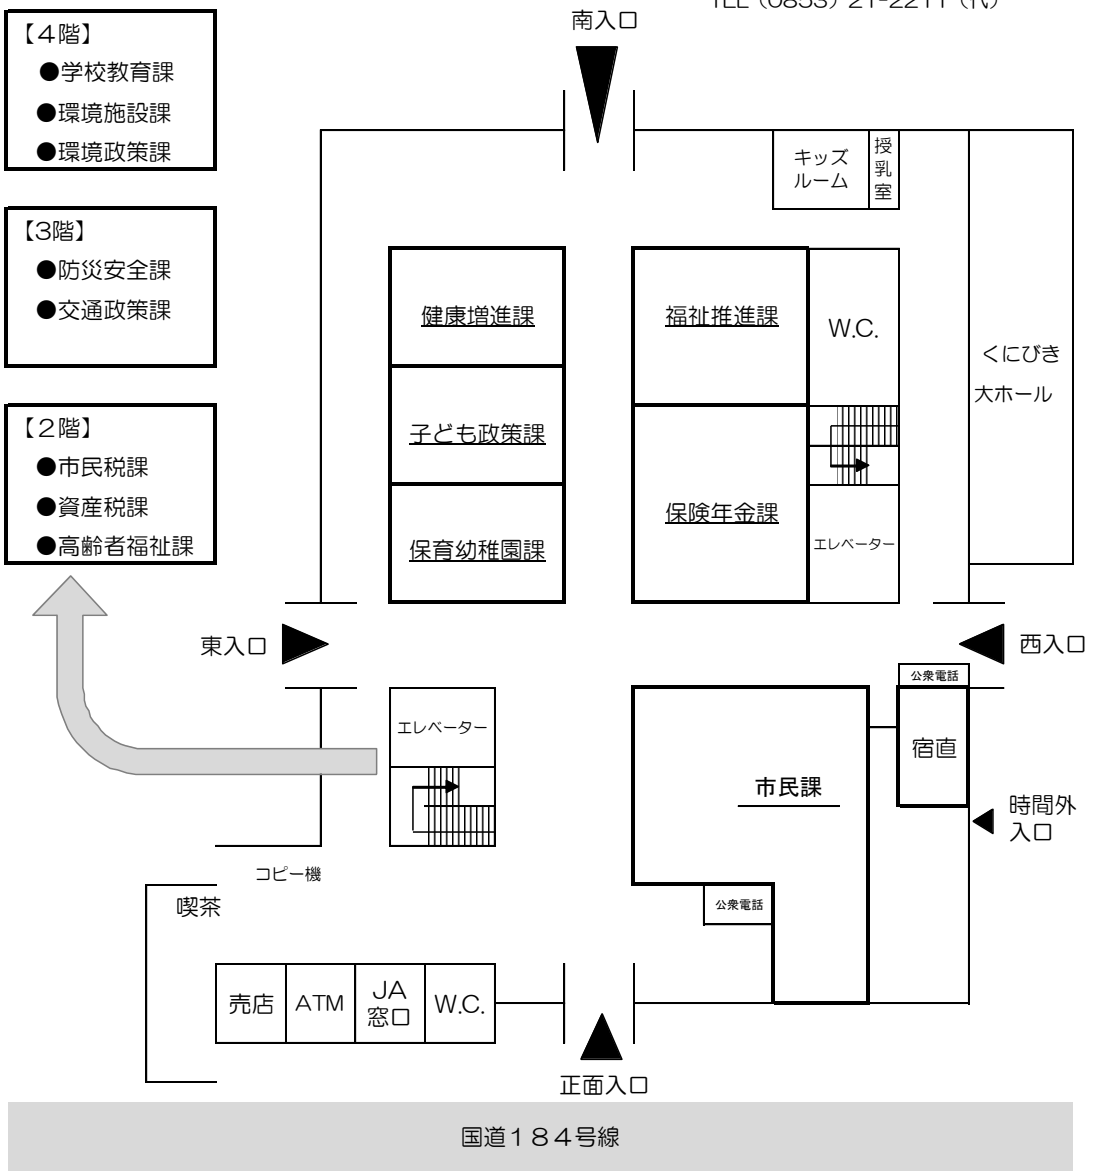 TEL（0853）21-2211（代）
南入口
【４階】
●学校教育課
●環境施設課
●環境政策課
キッズ
ルーム
授
乳
室
【3階】
●防災安全課
●交通政策課
健康増進課
福祉推進課
W.C.
くにびき
大ホール
【２階】
●市民税課
●資産税課
●高齢者福祉課
子ども政策課
保険年金課
保育幼稚園課
エレベーター
東入口
西入口
公衆電話
エレベーター
宿直
市民課
時間外
入口
コピー機
喫茶
公衆電話
売店
ATM
JA
窓口
W.C.
正面入口
国道１８４号線